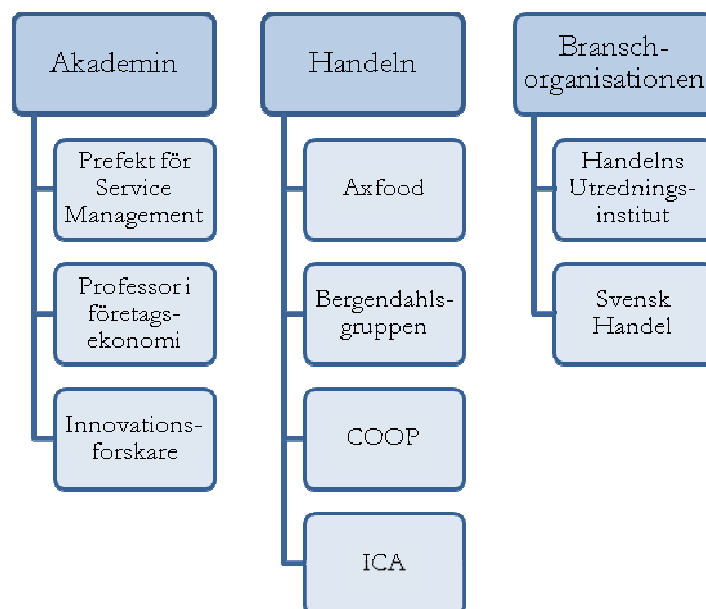 Akademin
Prefekt för
Service
Management
Professor i
företags-
ekonomi
Innovations-
forskare
Handeln
Axfood
Bergendahls-
gruppen
COOP
ICA
Bransch-
organisationen
Handelns
Utrednings-
institut
Svensk
Handel